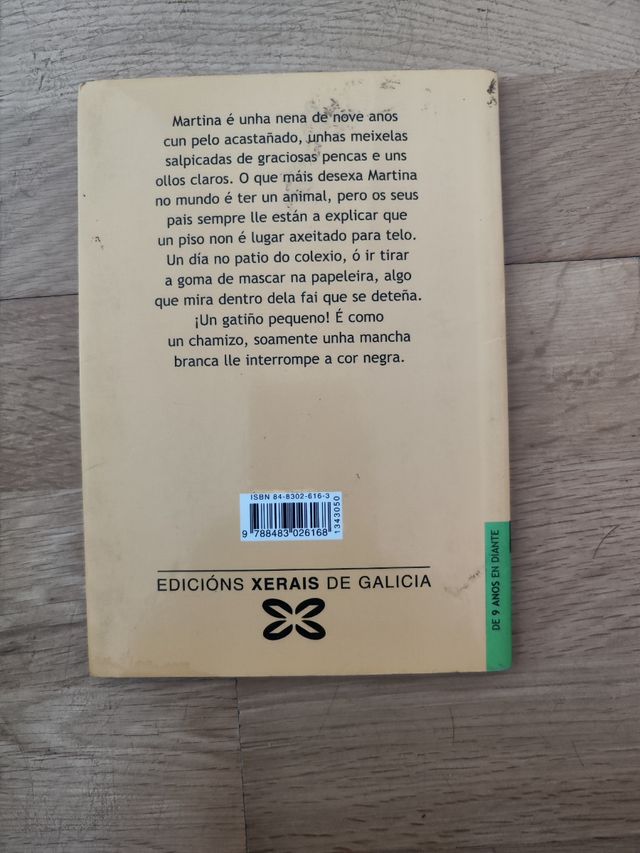 Martina é unha nena de nove anos
cun pelo acastañado, unhas meixelas
salpicadas de graciosas pencas e uns
ollos claros. O que máis desexa Martina
no mundo é ter un animal, pero os seus
pais sempre lle están a explicar que
un piso non é lugar axeitado para telo.
Un día no patio do colexio, ó ir tirar
a goma de mascar na papeleira, algo
que mira dentro dela fai que se deteña.
¡Un gatiño pequeno! É como
un chamizo, soamente unha mancha
branca lle interrompe a cor negra.
ISBN 84-8302-616-3
9 788483 026168
1343050
EDICIÓNS XERAIS DE GALICIA
DE 9 ANOS EN DIANTE